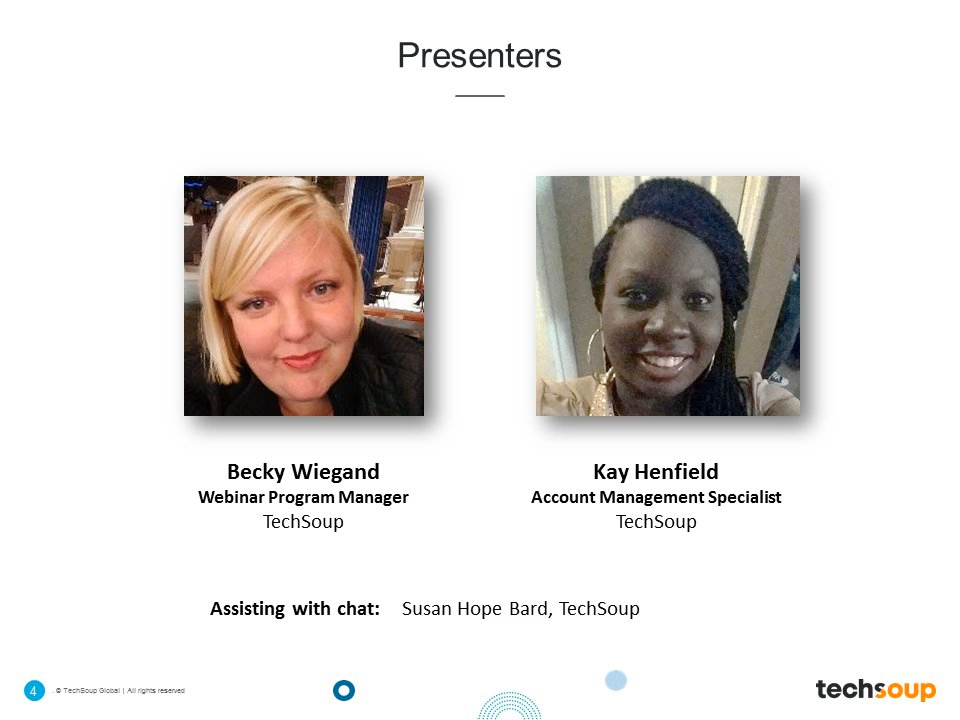 Presenters
Becky Wiegand
Webinar Program Manager
TechSoup
Kay Henfield
Account Management Specialist
TechSoup
Assisting with chat: Susan Hope Bard, TechSoup
4
. © TechSoup Global | All rights reserved
techsoup